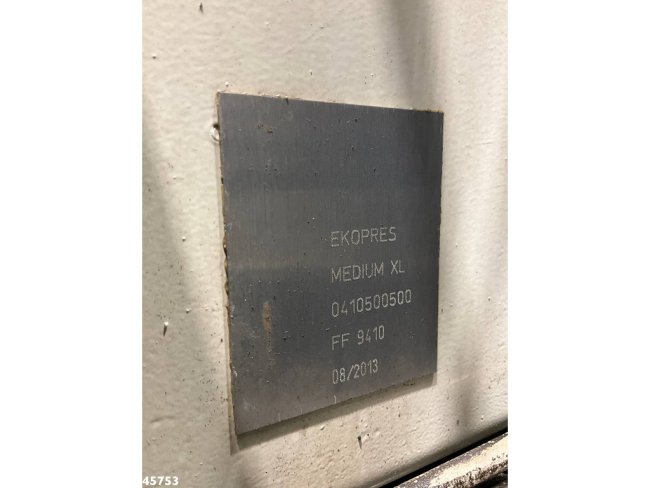 EKOPRES
MEDIUM XL
0410500500
FF 9410
08/2013
45753